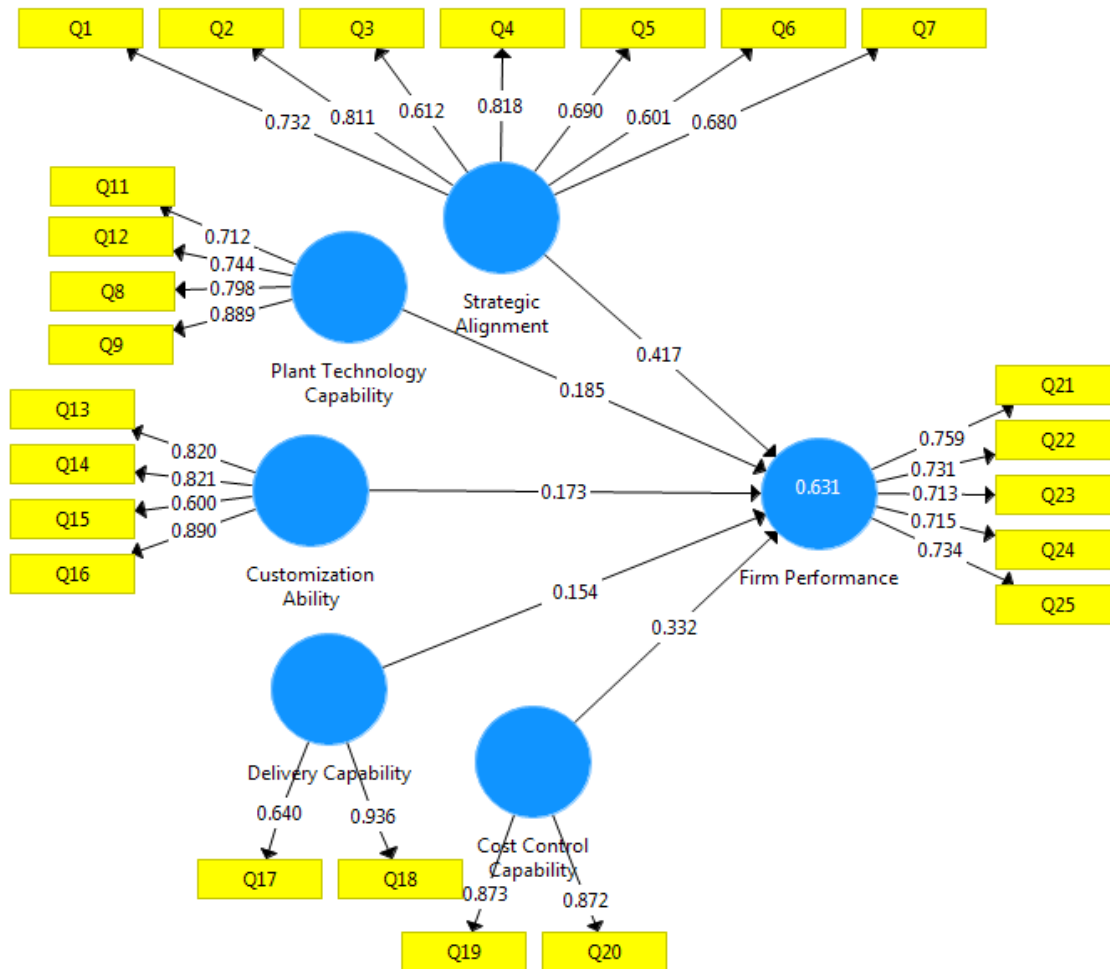 Q1 Q2 Q3 Q4 Q5 Q6 Q7
0.732 0.811 0.612 0.818 0.690 0.601 0.680
Q11
Q12
Q8
Q9
0.712
0.744
0.798
0.889
Strategic
Alignment
Plant Technology
Capability
0.417
0.185
Q13
Q14
Q15
Q16
0.820
0.821
0.600
0.890
Customization
Ability
0.173
0.631
Firm Performance
0.759
0.731
0.713
0.715
0.734
Q21
Q22
Q23
Q24
Q25
0.154
0.332
Delivery Capability
0.640 0.936
Q17 Q18
Cost Control
Capability
0.873 0.872
Q19 Q20